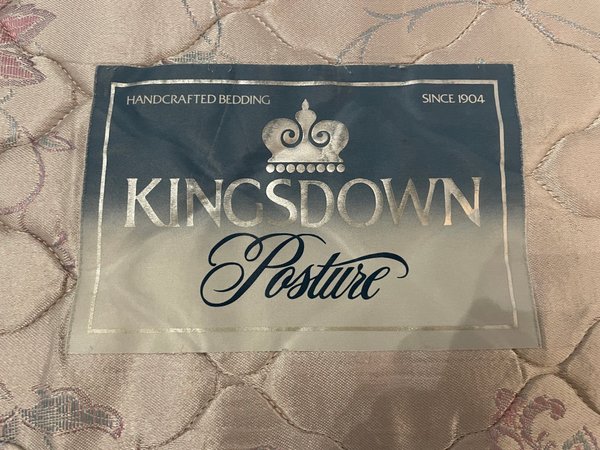 HANDCRAFTED BEDDING
SINCE 1904
KINGSDOWN
Posture